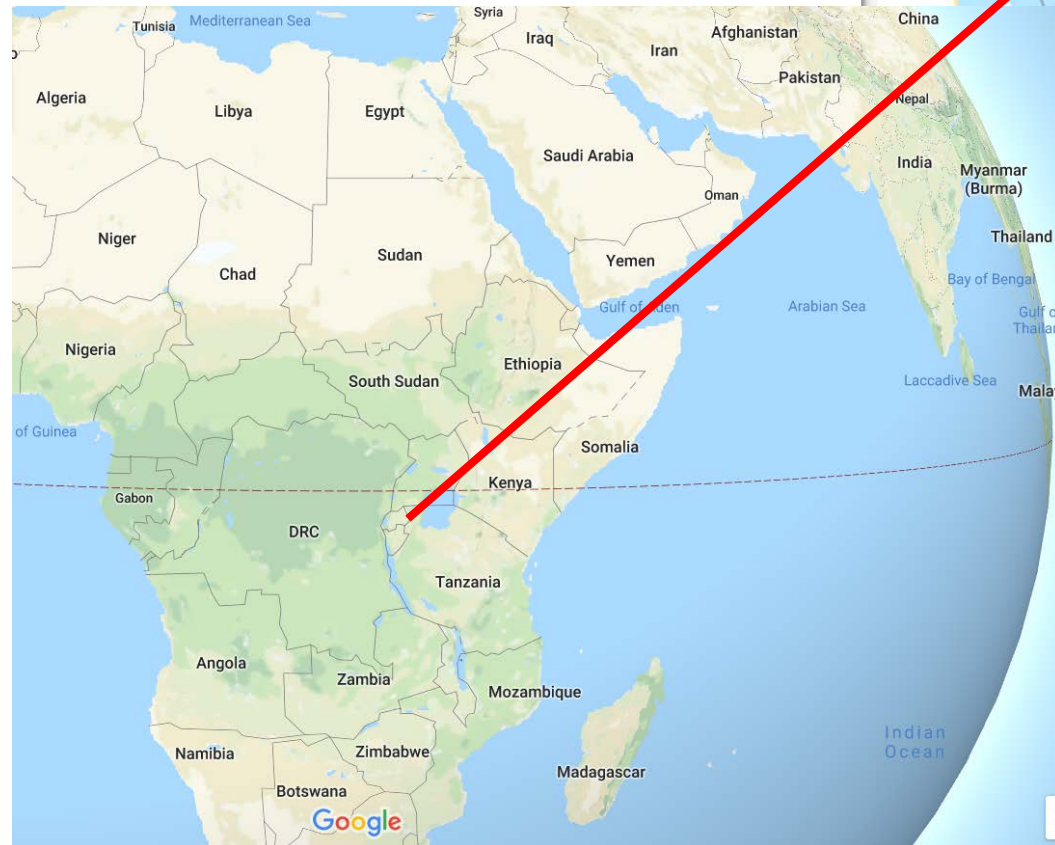 Syria
China
Tunisia
Mediterranean Sea
Afghanistan
Iraq
Iran
Pakistan
Algeria
Libya
Egypt
Nepal
Saudi Arabia
India
Myanmar
(Burma)
Oman
Niger
Chad
Sudan
Yemen
Thailand
Bay of Bengal
Arabian Sea
Gulf of
Nigeria
Ethiopia
South Sudan
Laccadive Sea
of Guinea
Somalia
Kenya
Gabon
DRC
Tanzania
Angola
Zambia
Mozambique
Indian
Ocean
Namibia
Zimbabwe
Madagascar
Botswana
Google